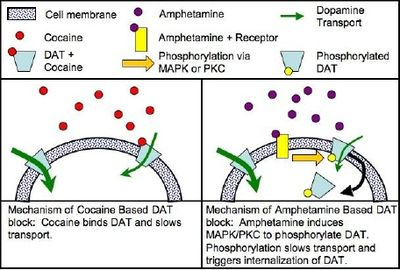 Cell membrane
Amphetamine
Dopamine
Transport
Cocaine
Amphetamine + Receptor
DAT +
Cocaine
Phosphorylation via
MAPK or PKC
Phosphorylated
DAT
Mechanism of Cocaine Based DAT
block: Cocaine binds DAT and slows
transport.
Mechanism of Amphetamine Based DAT
block: Amphetamine induces
MAPK/PKC to phosphorylate DAT.
Phosphorylation slows transport and
triggers internalization of DAT.